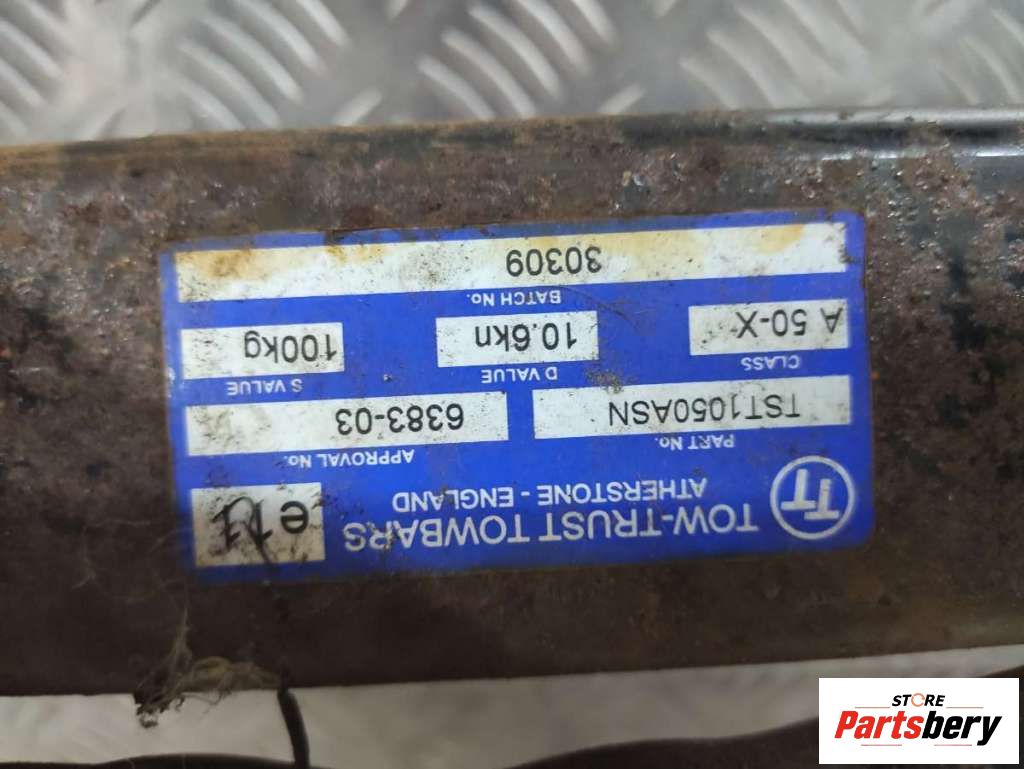 TT TOW-TRUST TOWBARS e11
ATHERSTONE - ENGLAND
PART No. APPROVAL No.
TST1050ASN 6383-03
CLASS D VALUE S VALUE
A 50-X 10.6kn 100kg
BATCH No.
30309
STORE
Partsbery